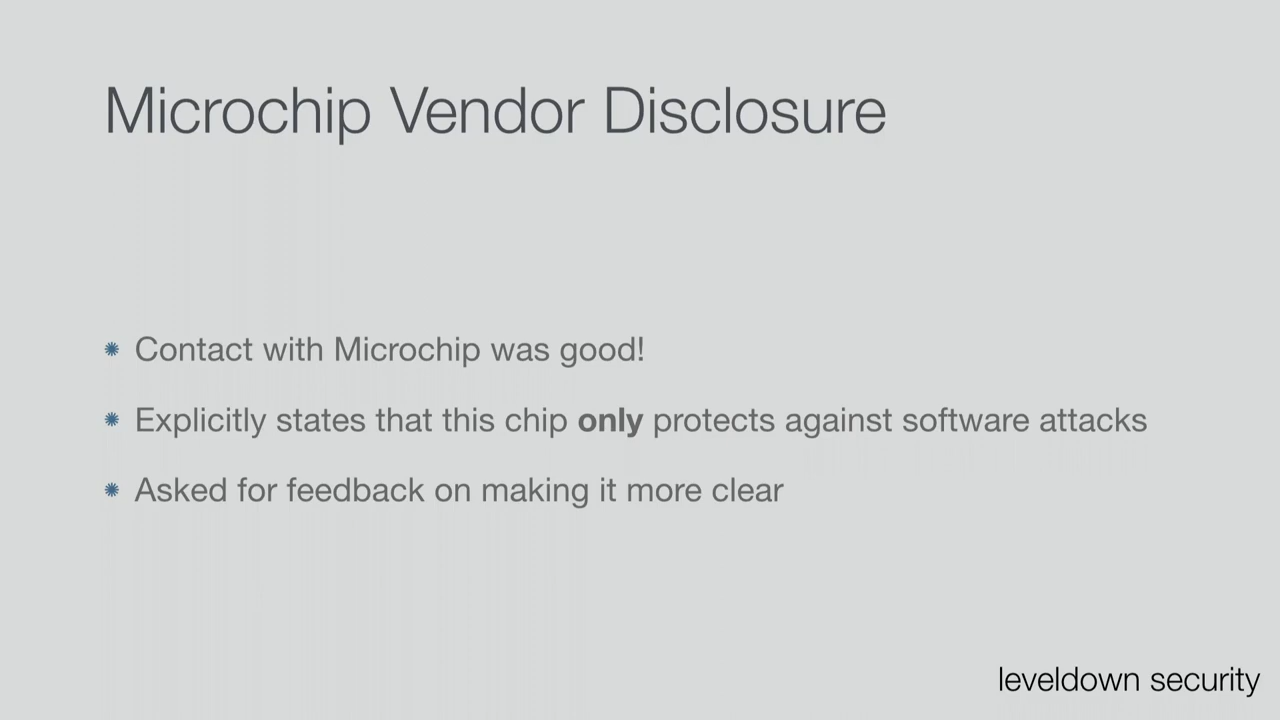 Microchip Vendor Disclosure
Contact with Microchip was good!
Explicitly states that this chip only protects against software attacks
Asked for feedback on making it more clear
leveldown security